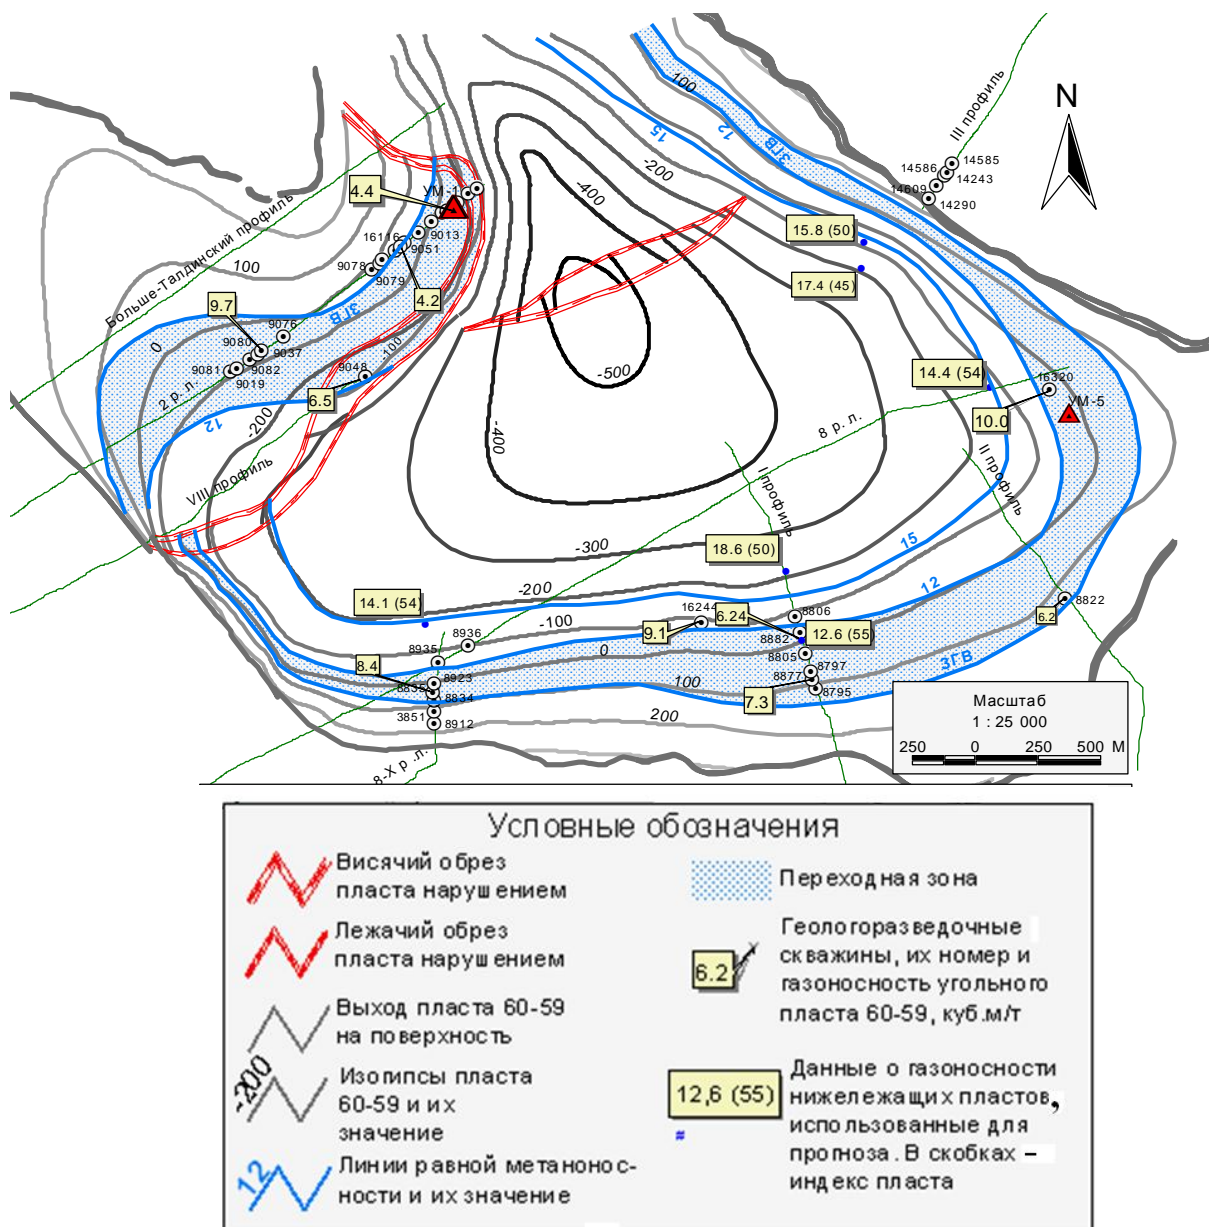 N
III профиль
100
15
12
ЗГВ
-200
-400
14586
14585
14243
14609
14290
4.4
УМ-1
15.8 (50)
16116
9013
9051
9078
9079
4.2
17.4 (45)
Больше-Талдинский профиль
100
9.7
ЗГВ
0
9076
9080
9037
9081
9082
9019
9048
-100
6.5
-500
14.4 (54)
16320
УМ-5
10.0
2 р. л.
12
-200
-400
8 р. л.
VIII профиль
I профиль
II профиль
-300
18.6 (50)
15
12
-200
14.1 (54)
-100
16244
6.24
8806
9.1
8882
12.6 (55)
8822
6.2
8936
8935
0
8805
ЗГВ
8.4
8923
8835
8834
100
8797
8877
7.3
8795
3851
8912
200
8-X р.л.
Масштаб
1 : 25 000
250 0 250 500 М
Условные обозначения
Висячий обрез
пласта нарушением
Лежачий обрез
пласта нарушением
Выход пласта 60-59
на поверхность
-200
Изогипсы пласта
60-59 и их
значение
12
Линии равной метанонос-
ности и их значение
Переходная зона
6.2
Геологоразведочные
скважины, их номер и
газоносность угольного
пласта 60-59, куб.м/т
12,6 (55)
Данные о газоносности
нижележащих пластов,
использованные для
прогноза. В скобках –
индекс пласта